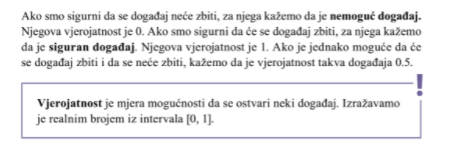 Ako smo sigurni da se događaj neće zbiti, za njega kažemo da je nemoguć događaj.
Njegova vjerojatnost je 0. Ako smo sigurni da će se događaj zbiti, za njega kažemo
da je siguran događaj. Njegova vjerojatnost je 1. Ako je jednako moguće da će
se događaj zbiti i da se neće zbiti, kažemo da je vjerojatnost takva događaja 0.5.
!
Vjerojatnost je mjera mogućnosti da se ostvari neki događaj. Izražavamo
je realnim brojem iz intervala [0, 1].